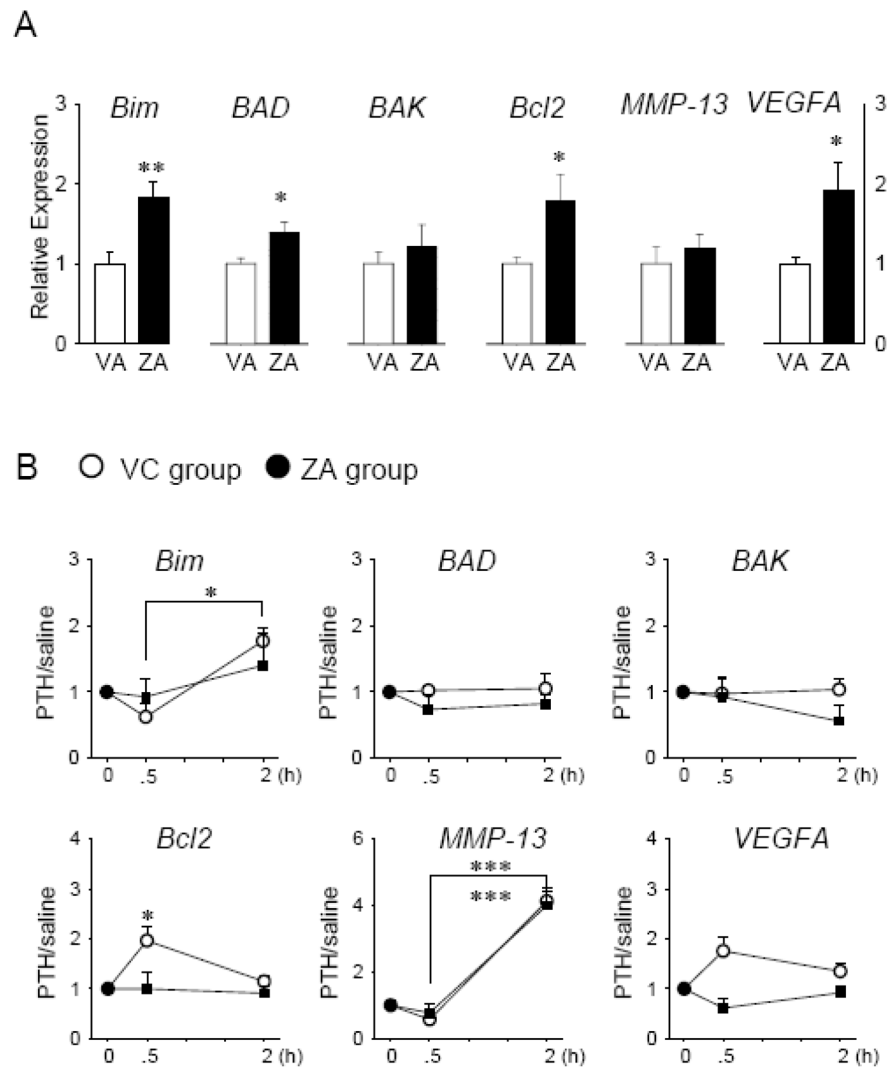 A
Bim BAD BAK Bcl2 MMP-13 VEGFA
Relative Expression
3 3
2 2
1 1
0 0
** * * *
VA ZA VA ZA VA ZA VA ZA VA ZA VA ZA
B VC group ZA group
Bim BAD BAK
PTH/saline PTH/saline PTH/saline
3 3 3
2 2 2
1 1 1
0 0 0
*
0 .5 2 (h) 0 .5 2 (h) 0 .5 2 (h)
Bcl2 MMP-13 VEGFA
PTH/saline PTH/saline PTH/saline
4 6 4
3 4 3
2 2 2
1 0 1
0 0
* ***
***
0 .5 2 (h) 0 .5 2 (h) 0 .5 2 (h)